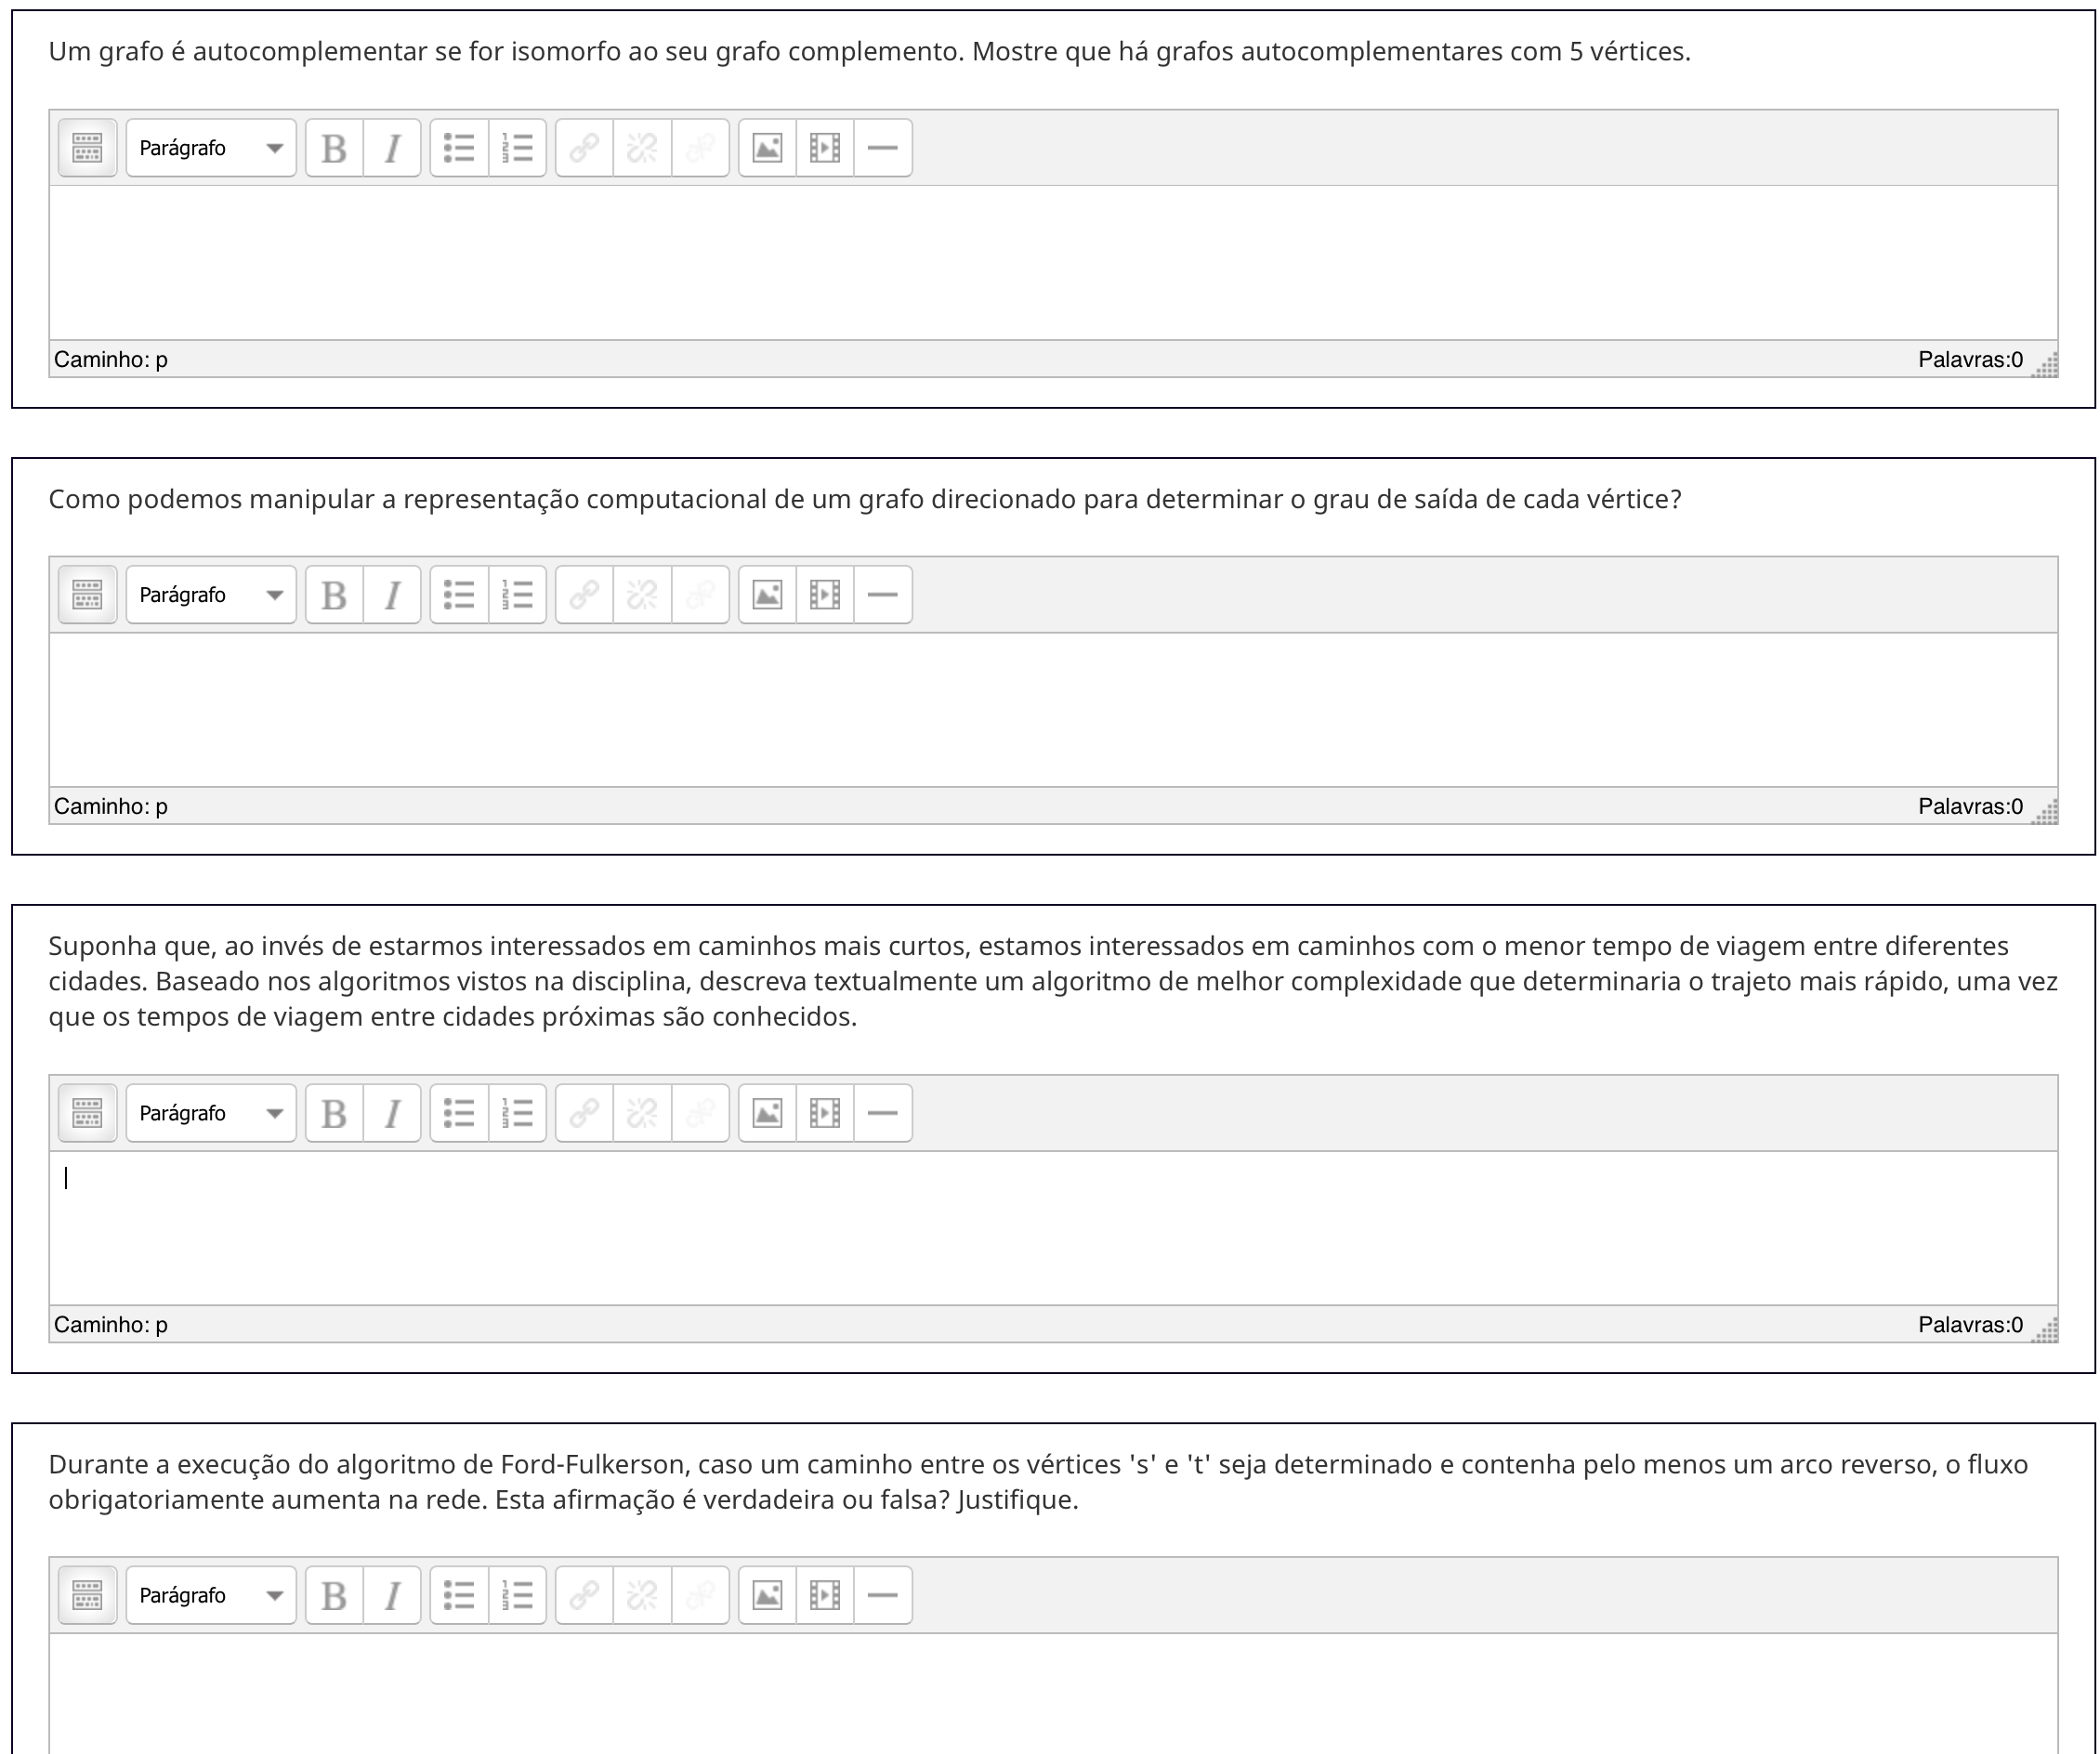 Um grafo é autocomplementar se for isomorfo ao seu grafo complemento. Mostre que há grafos autocomplementares com 5 vértices.
Parágrafo
B I
Caminho: p
Palavras:0
Como podemos manipular a representação computacional de um grafo direcionado para determinar o grau de saída de cada vértice?
Parágrafo
B I
Caminho: p
Palavras:0
Suponha que, ao invés de estarmos interessados em caminhos mais curtos, estamos interessados em caminhos com o menor tempo de viagem entre diferentes
cidades. Baseado nos algoritmos vistos na disciplina, descreva textualmente um algoritmo de melhor complexidade que determinaria o trajeto mais rápido, uma vez
que os tempos de viagem entre cidades próximas são conhecidos.
Parágrafo
B I
Caminho: p
Palavras:0
Durante a execução do algoritmo de Ford-Fulkerson, caso um caminho entre os vértices 's' e 't' seja determinado e contenha pelo menos um arco reverso, o fluxo
obrigatoriamente aumenta na rede. Esta afirmação é verdadeira ou falsa? Justifique.
Parágrafo
B I